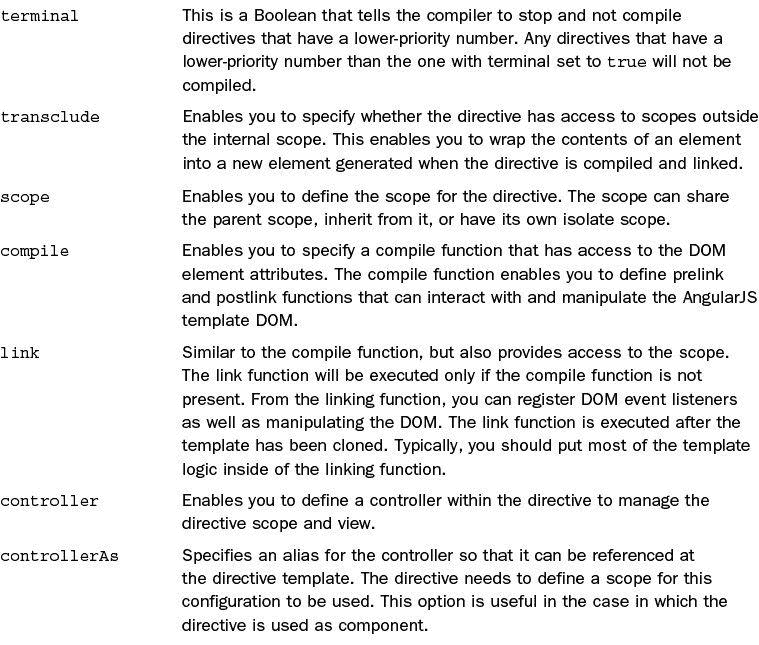 terminal This is a Boolean that tells the compiler to stop and not compile
directives that have a lower-priority number. Any directives that have a
lower-priority number than the one with terminal set to true will not be
compiled.
transclude Enables you to specify whether the directive has access to scopes outside
the internal scope. This enables you to wrap the contents of an element
into a new element generated when the directive is compiled and linked.
scope Enables you to define the scope for the directive. The scope can share
the parent scope, inherit from it, or have its own isolate scope.
compile Enables you to specify a compile function that has access to the DOM
element attributes. The compile function enables you to define prelink
and postlink functions that can interact with and manipulate the AngularJS
template DOM.
link Similar to the compile function, but also provides access to the scope.
The link function will be executed only if the compile function is not
present. From the linking function, you can register DOM event listeners
as well as manipulating the DOM. The link function is executed after the
template has been cloned. Typically, you should put most of the template
logic inside of the linking function.
controller Enables you to define a controller within the directive to manage the
directive scope and view.
controllerAs Specifies an alias for the controller so that it can be referenced at
the directive template. The directive needs to define a scope for this
configuration to be used. This option is useful in the case in which the
directive is used as component.